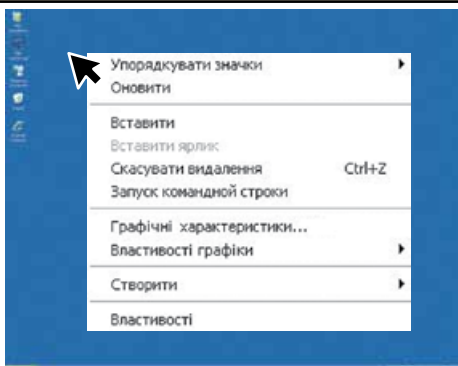 Упорядкувати значки
Оновити
Вставити
Вставити ярлик
Скасувати видалення Ctrl+Z
Запуск командной строки
Графічні характеристики...
Властивості графіки
Створити
Властивості